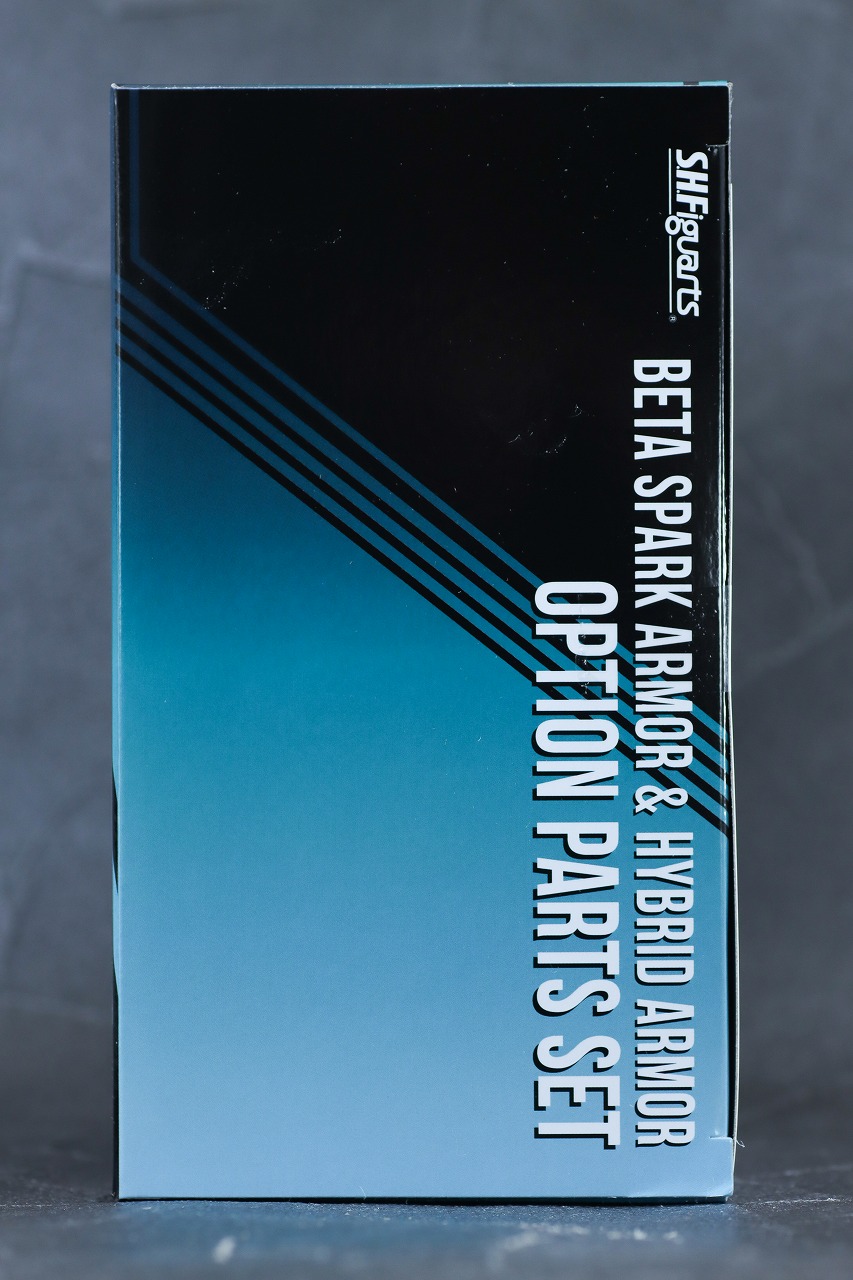 S.H.Figuarts®
BETA SPARK ARMOR & HYBRID ARMOR
OPTION PARTS SET